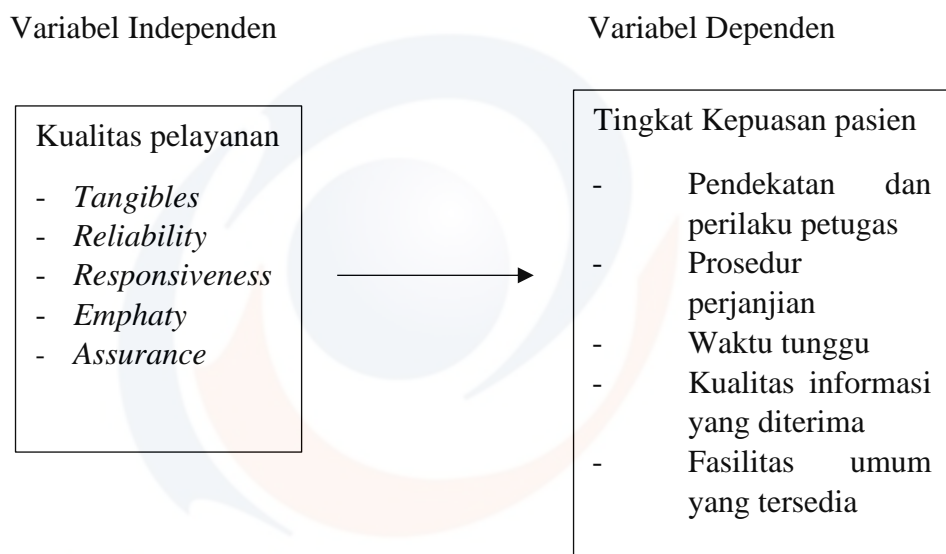 Variabel Independen
Kualitas pelayanan
- Tangibles
- Reliability
- Responsiveness
- Emphaty
- Assurance
Variabel Dependen
Tingkat Kepuasan pasien
- Pendekatan dan
perilaku petugas
- Prosedur
perjanjian
- Waktu tunggu
- Kualitas informasi
yang diterima
- Fasilitas umum
yang tersedia